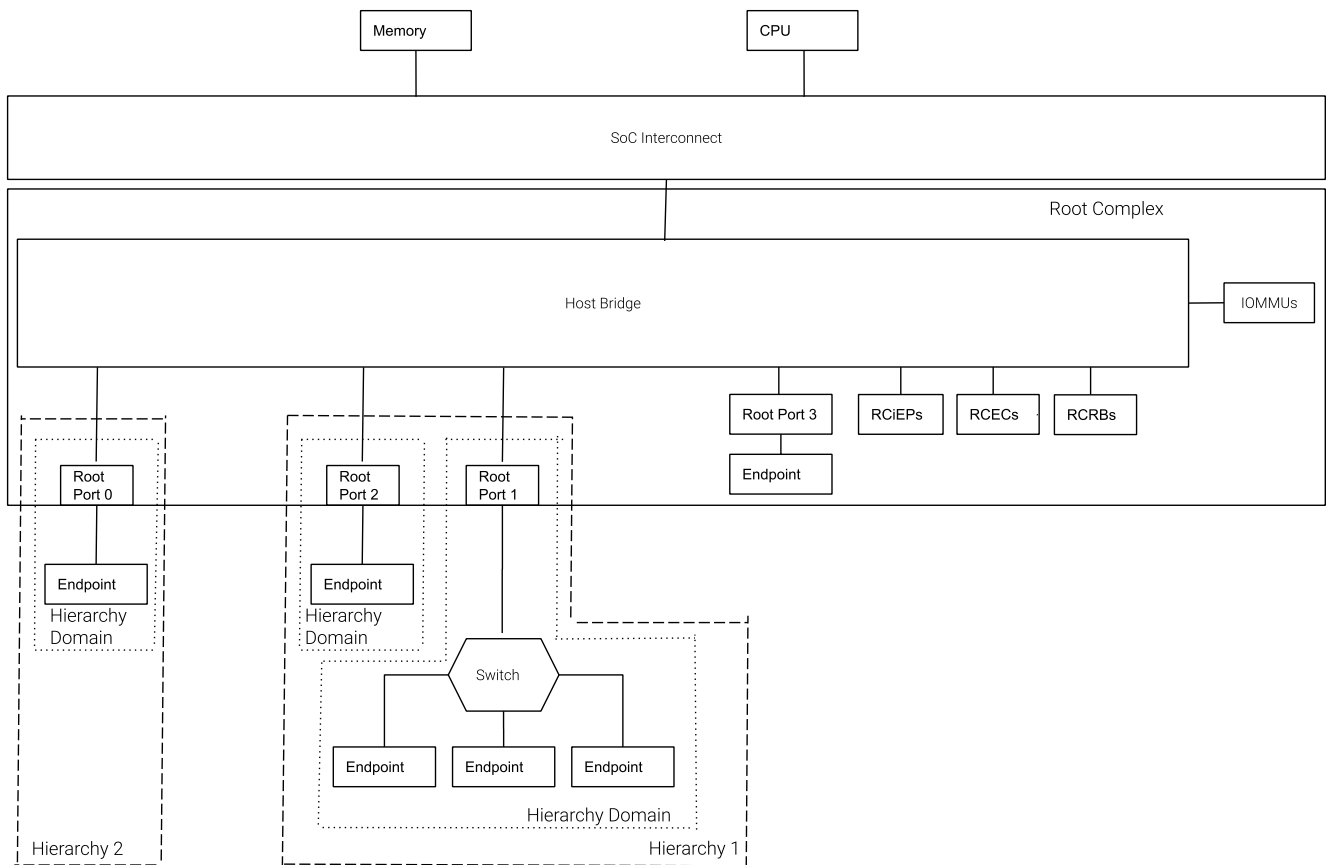 Memory
CPU
SoC Interconnect
Root Complex
Host Bridge
IOMMUs
Root Port 3
RCiEPs
RCECs
RCRBs
Endpoint
Root
Port 0
Root
Port 2
Root
Port 1
Endpoint
Hierarchy
Domain
Endpoint
Hierarchy
Domain
Switch
Endpoint
Endpoint
Endpoint
Hierarchy Domain
Hierarchy 2
Hierarchy 1